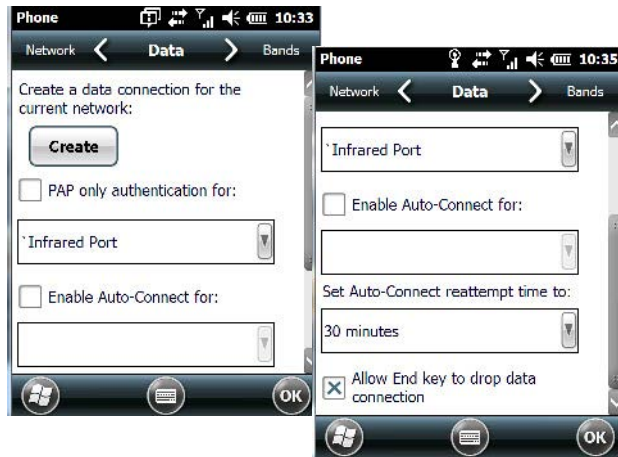 Phone 10:33
Network Data Bands
Create a data connection for the
current network:
Create
PAP only authentication for:
`Infrared Port
Enable Auto-Connect for:
OK
Phone 10:35
Network Data Bands
`Infrared Port
Enable Auto-Connect for:
Set Auto-Connect reattempt time to:
30 minutes
Allow End key to drop data
connection
OK